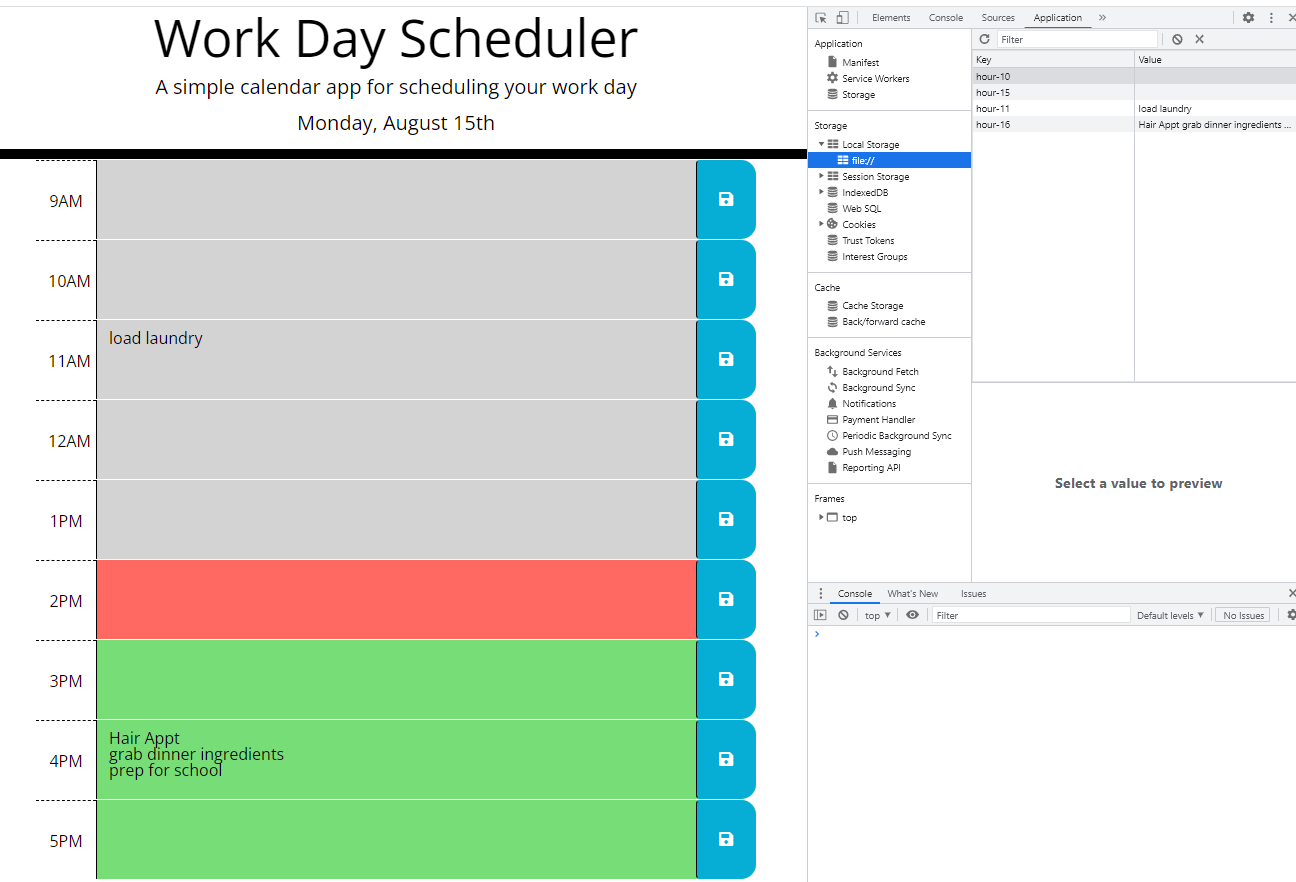 Work Day Scheduler
A simple calendar app for scheduling your work day
Monday, August 15th
9AM
10AM
11AM
load laundry
12AM
1PM
2PM
3PM
4PM
Hair Appt
grab dinner ingredients
prep for school
5PM
Elements Console Sources Application »
Application
Manifest
Service Workers
Storage
Storage
Local Storage
file://
Session Storage
IndexedDB
Web SQL
Cookies
Trust Tokens
Interest Groups
Cache
Cache Storage
Back/forward cache
Background Services
Background Fetch
Background Sync
Notifications
Payment Handler
Periodic Background Sync
Push Messaging
Reporting API
Frames
top
Filter
Key Value
hour-10
hour-15
hour-11 load laundry
hour-16 Hair Appt grab dinner ingredients ...
Select a value to preview
Console What's New Issues
top Filter Default levels No Issues